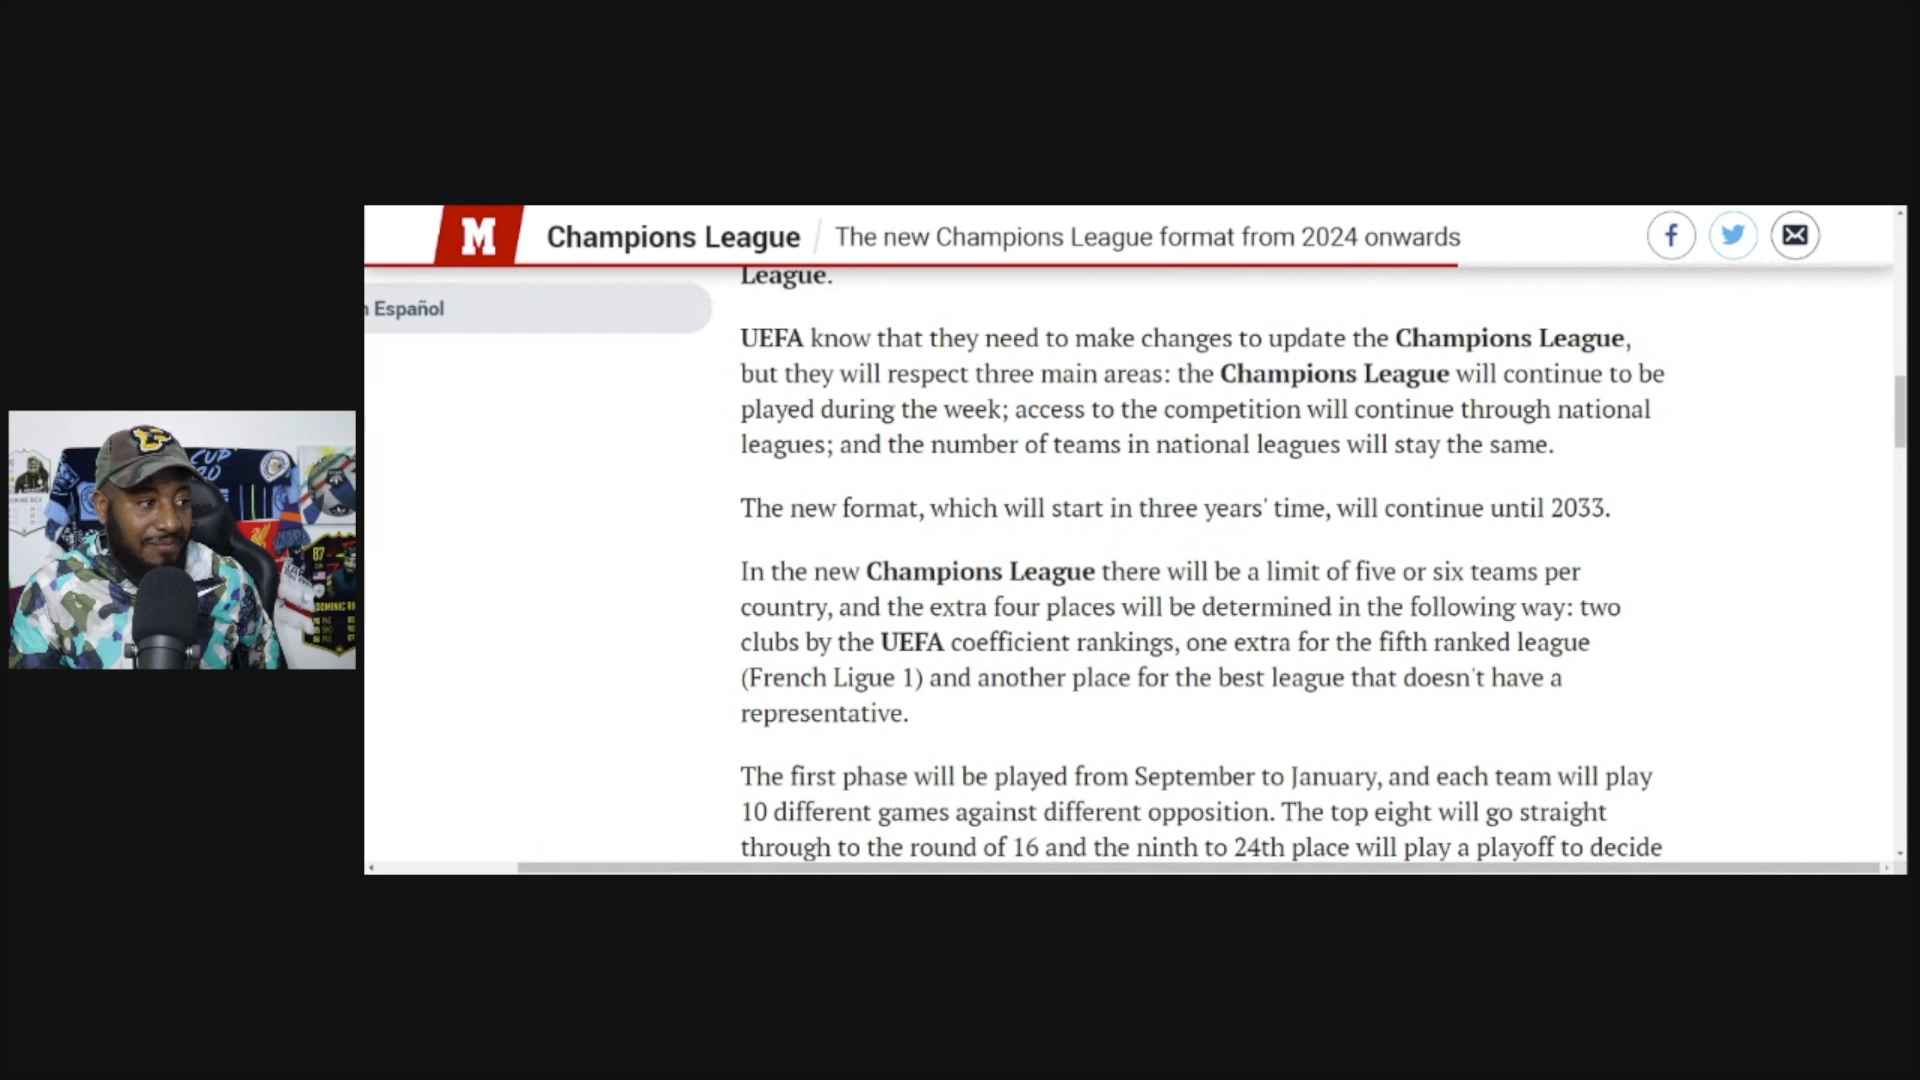 M
Champions League
The new Champions League format from 2024 onwards
f
League.
n Español
UEFA know that they need to make changes to update the Champions League,
but they will respect three main areas: the Champions League will continue to be
played during the week; access to the competition will continue through national
leagues; and the number of teams in national leagues will stay the same.
The new format, which will start in three years' time, will continue until 2033.
In the new Champions League there will be a limit of five or six teams per
country, and the extra four places will be determined in the following way: two
clubs by the UEFA coefficient rankings, one extra for the fifth ranked league
(French Ligue 1) and another place for the best league that doesn't have a
representative.
The first phase will be played from September to January, and each team will play
10 different games against different opposition. The top eight will go straight
through to the round of 16 and the ninth to 24th place will play a playoff to decide
CUP
20
87